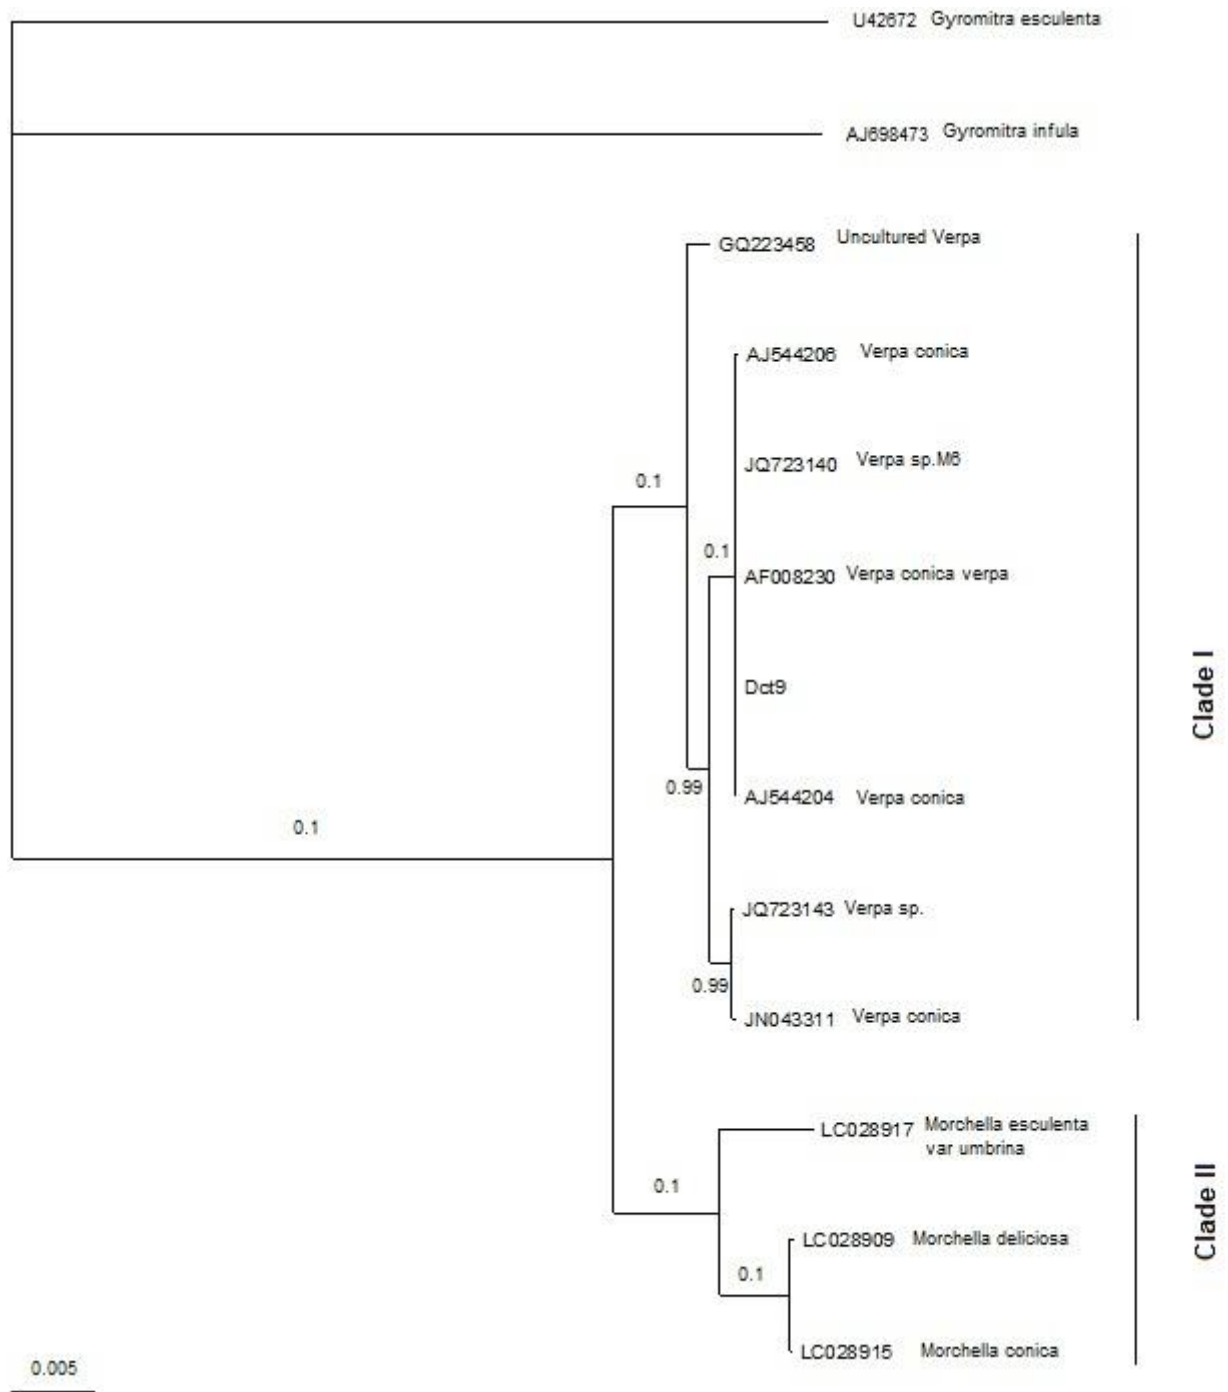 U42672 Gyromitra esculenta
AJ698473 Gyromitra infula
GQ223458 Uncultured Verpa
AJ544206 Verpa conica
JQ723140 Verpa sp.M6
0.1
0.1
AF008230 Verpa conica verpa
Dct9
Clade I
0.99
AJ544204 Verpa conica
0.1
JQ723143 Verpa sp.
0.99
JN043311 Verpa conica
LC028917 Morchella esculenta
var umbrina
0.1
Clade II
LC028909 Morchella deliciosa
0.1
LC028915 Morchella conica
0.005